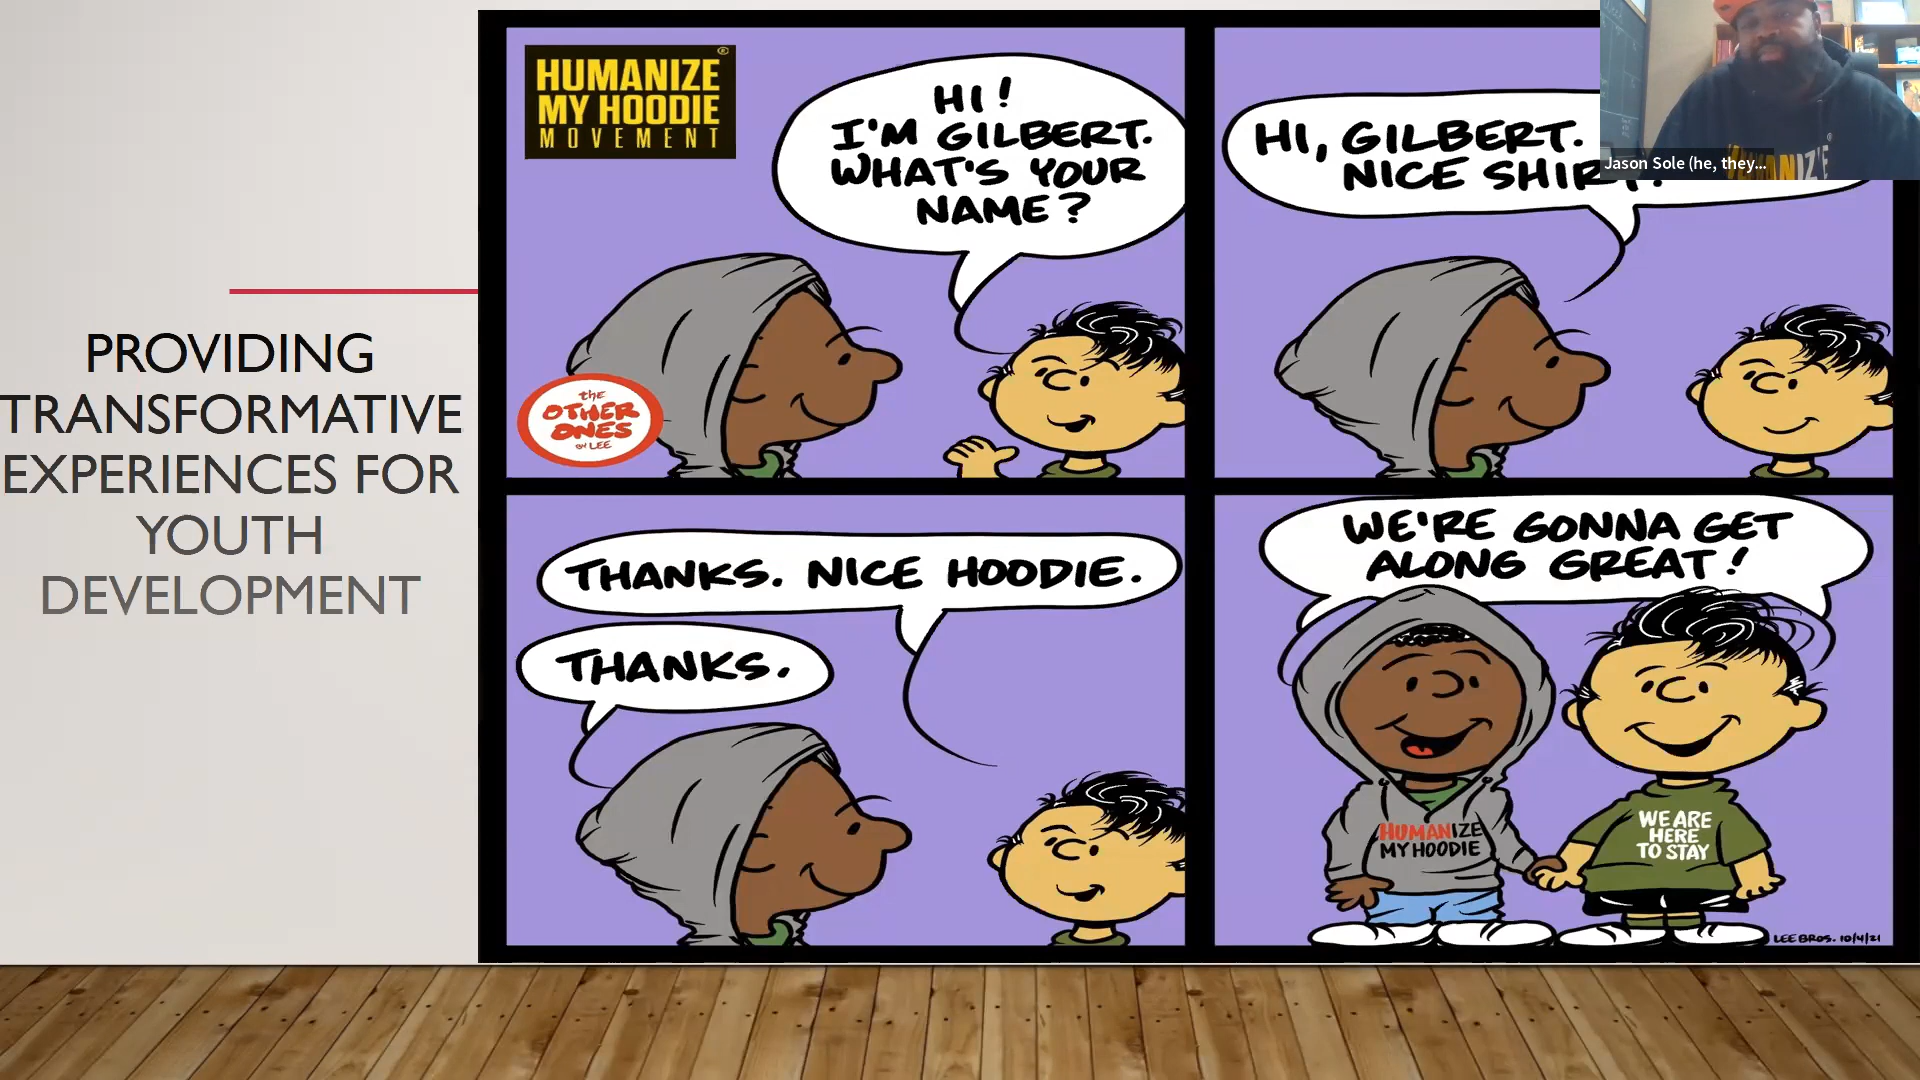 PROVIDING
TRANSFORMATIVE
EXPERIENCES FOR
YOUTH
DEVELOPMENT
HUMANIZE
MY HOODIE
MOVEMENT
®
HI!
I'M GILBERT.
WHAT'S YOUR
NAME?
the
OTHER
ONES
BY LEE
HI, GILBERT.
NICE
Jason Sole (he, they...
THANKS. NICE HOODIE.
THANKS.
WE'RE GONNA GET
ALONG GREAT!
HUMANIZE
MY HOODIE
WE ARE
HERE
TO STAY
LEE BROS. 10/4/21